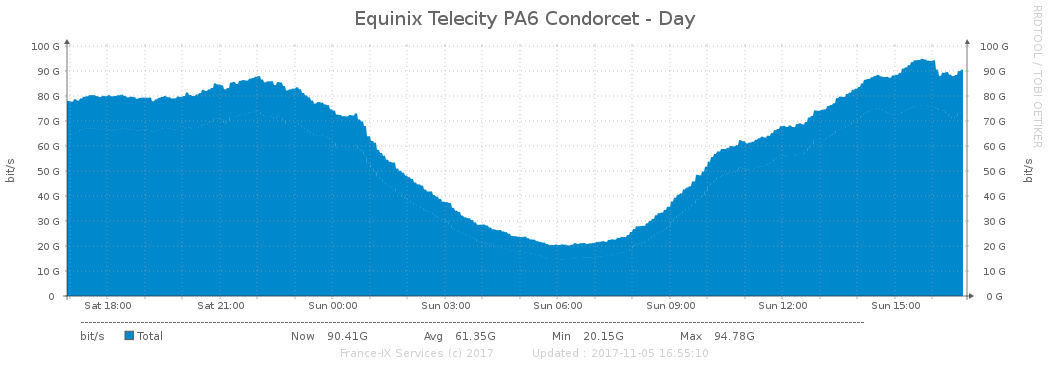 Equinix Telecity PA6 Condorcet - Day
RRDTOOL / TOBI OETIKER
100 G 100 G
90 G 90 G
80 G 80 G
70 G 70 G
60 G 60 G
50 G 50 G
40 G 40 G
30 G 30 G
20 G 20 G
10 G 10 G
0 0 G
bit/s bit/s
Sat 18:00 Sat 21:00 Sun 00:00 Sun 03:00 Sun 06:00 Sun 09:00 Sun 12:00 Sun 15:00
bit/s Total Now 90.41G Avg 61.35G Min 20.15G Max 94.78G
France-IX Services (c) 2017 Updated : 2017-11-05 16:55:10